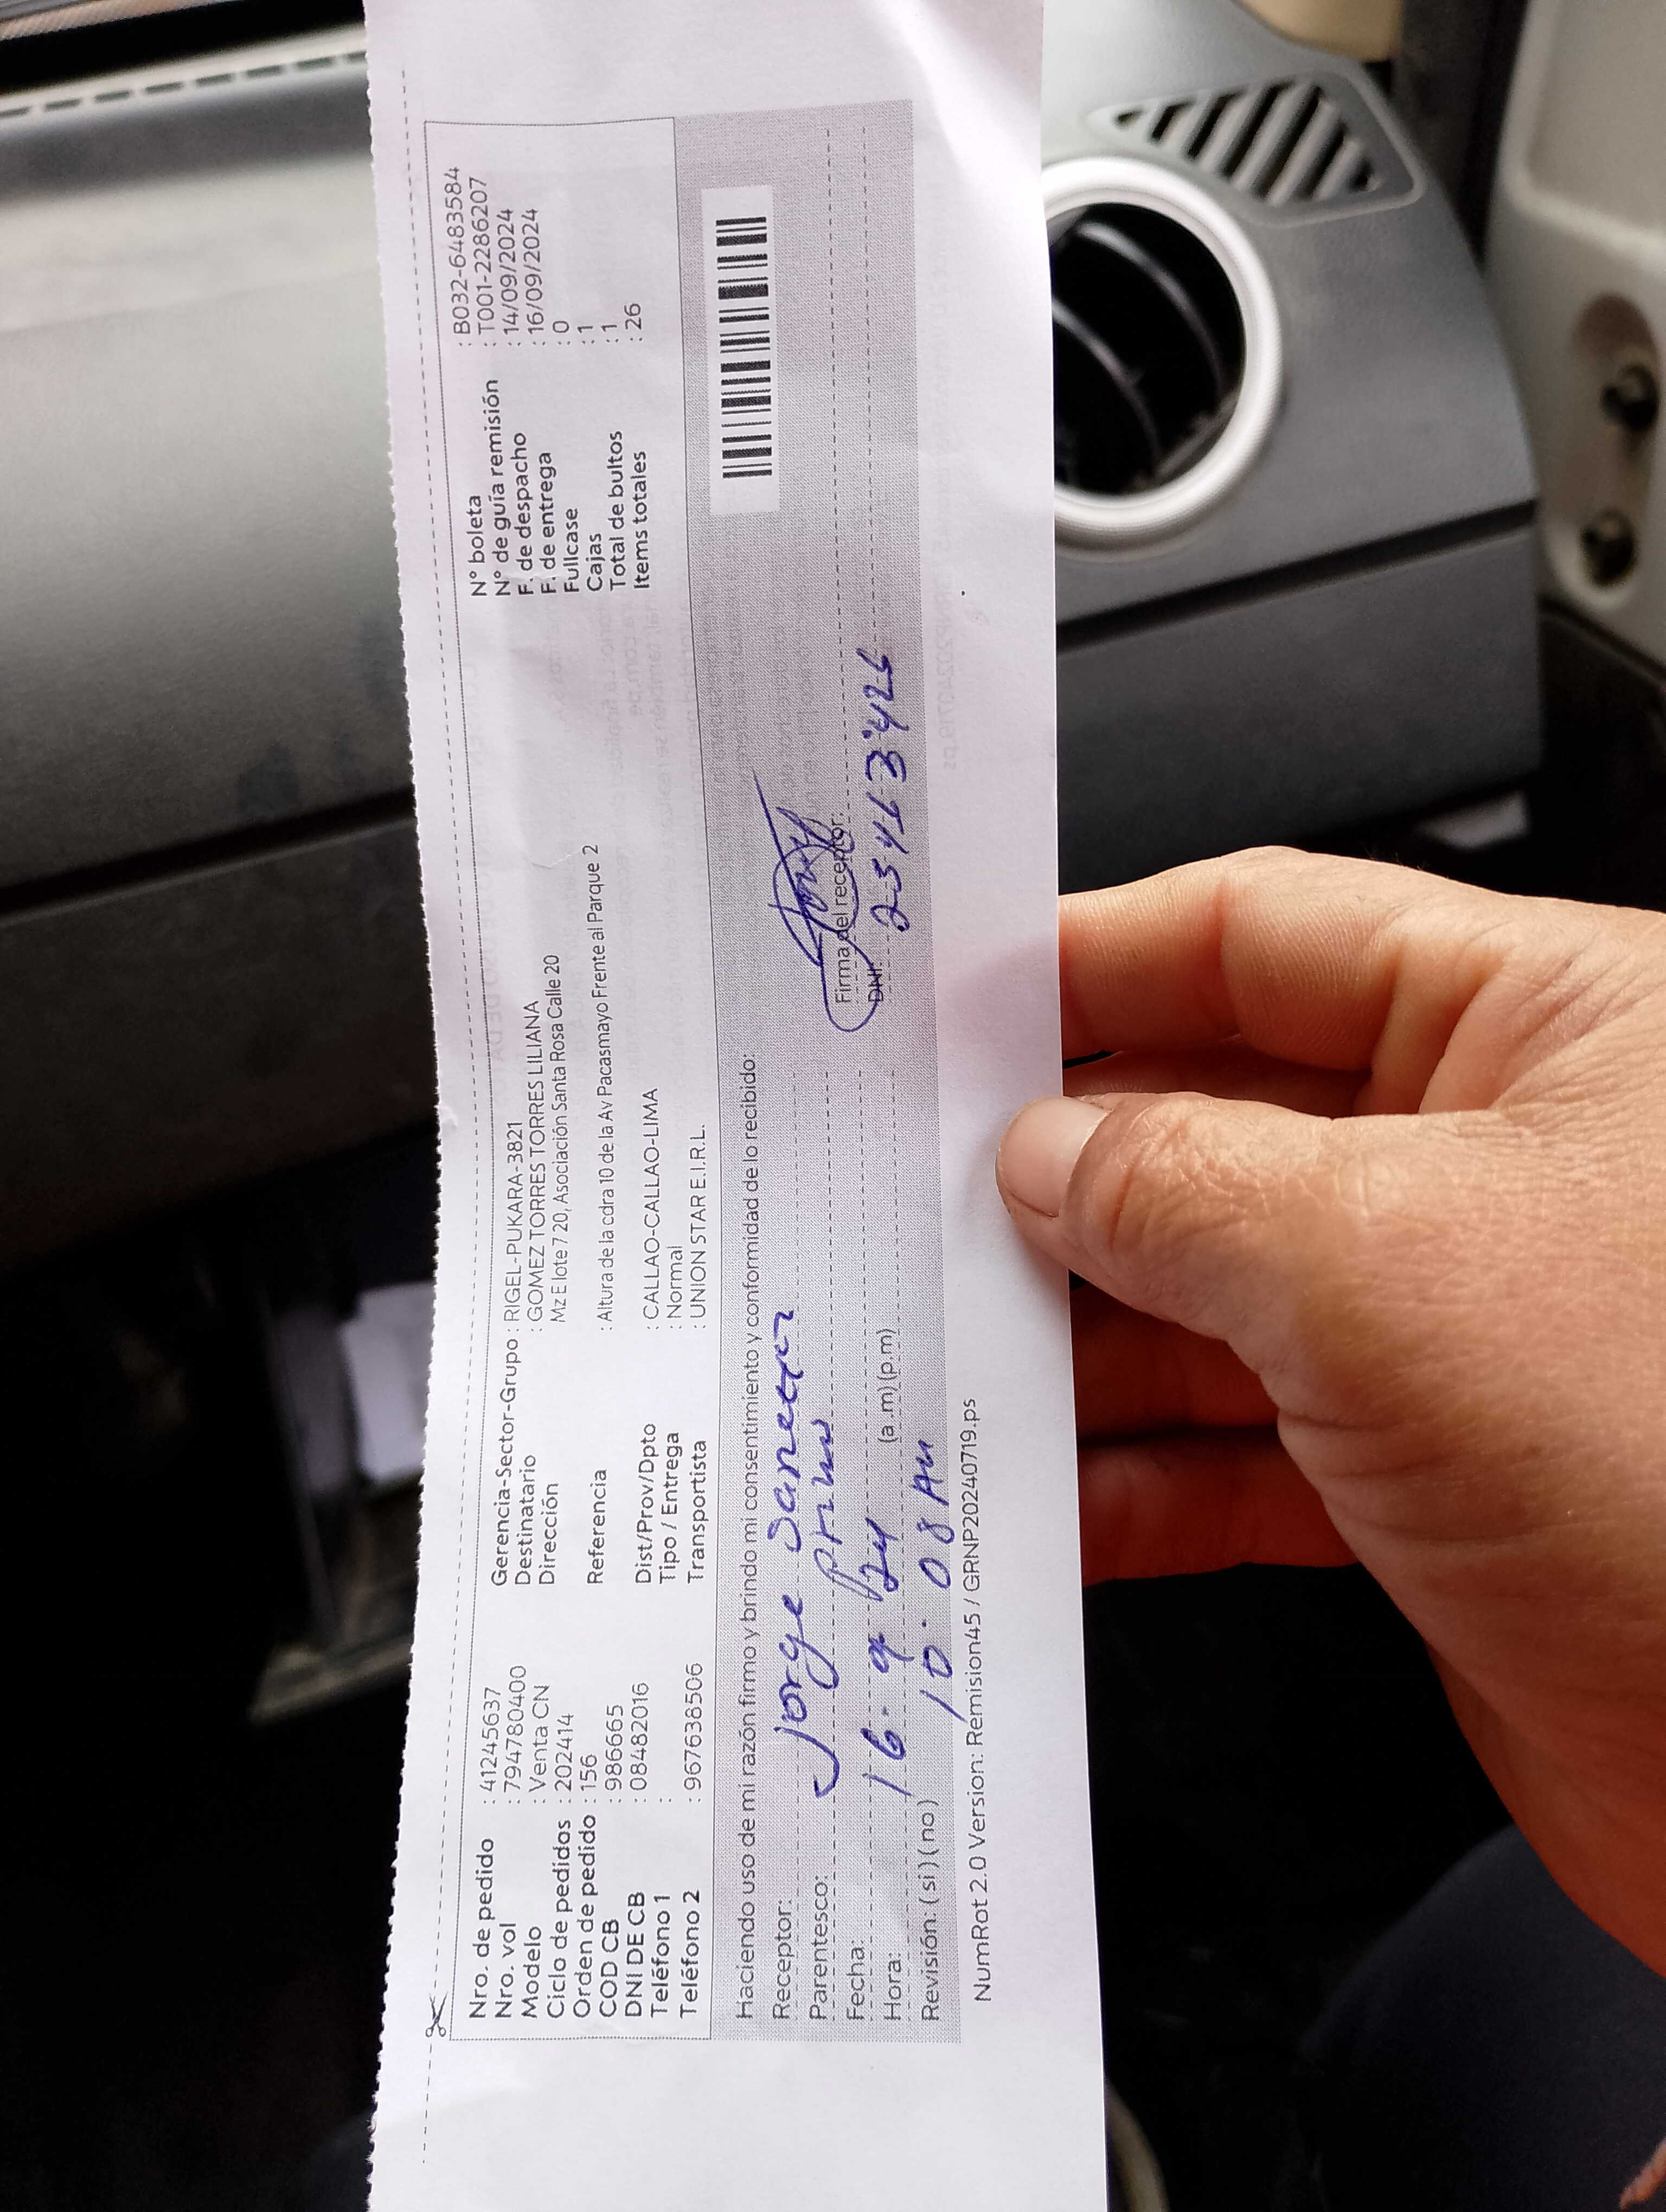 Nro. de pedido : 41245637
Nro. vol : 794780400
Modelo : Venta CN
Ciclo de pedidos : 202414
Orden de pedido : 156
COD CB : 986665
DNI DE CB : 08482016
Teléfono 1 :
Teléfono 2 : 967638506
Gerencia-Sector-Grupo : RIGEL-PUKARA-3821
Destinatario : GOMEZ TORRES TORRES LILIANA
Dirección Mz E lote 7 20, Asociación Santa Rosa Calle 20
Referencia : Altura de la cdra 10 de la Av Pacasmayo Frente al Parque 2
Dist/Prov/Dpto : CALLAO-CALLAO-LIMA
Tipo / Entrega : Normal
Transportista : UNION STAR E.I.R.L.
N° boleta : B032-6483584
N° de guía remisión : T001-2286207
F. de despacho : 14/09/2024
F. de entrega : 16/09/2024
Fullcase : 0
Cajas : 1
Total de bultos : 1
Items totales : 26
Haciendo uso de mi razón firmo y brindo mi consentimiento y conformidad de lo recibido:
Receptor: Jorge
Parentesco:
Fecha: 16. 9 /24
Hora: 10.08 AM (a.m) (p.m)
Revisión: ( si ) ( no )
Firma del receptor:
DNI:
NumRot 2.0 Version: Remision45 / GRNP20240719.ps